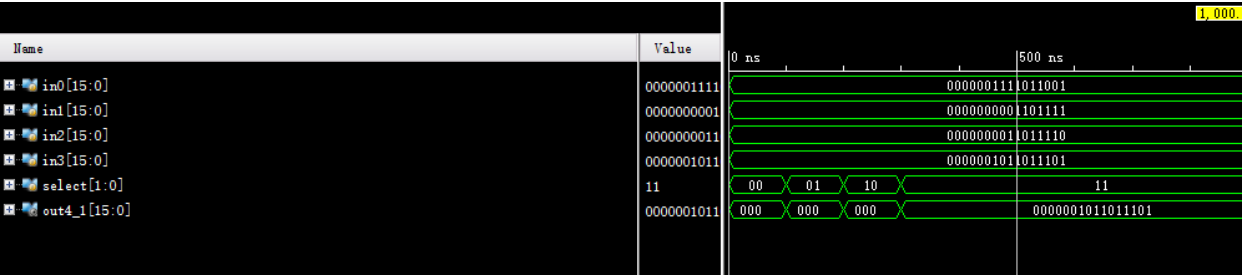 1,000.
Name Value 0 ns 500 ns
in0[15:0] 0000001111 0000001111011001
in1[15:0] 0000000001 0000000001101111
in2[15:0] 0000000011 0000000011011110
in3[15:0] 0000001011 0000001011011101
select[1:0] 11 00 01 10 11
out4_1[15:0] 0000001011 000 000 000 0000001011011101